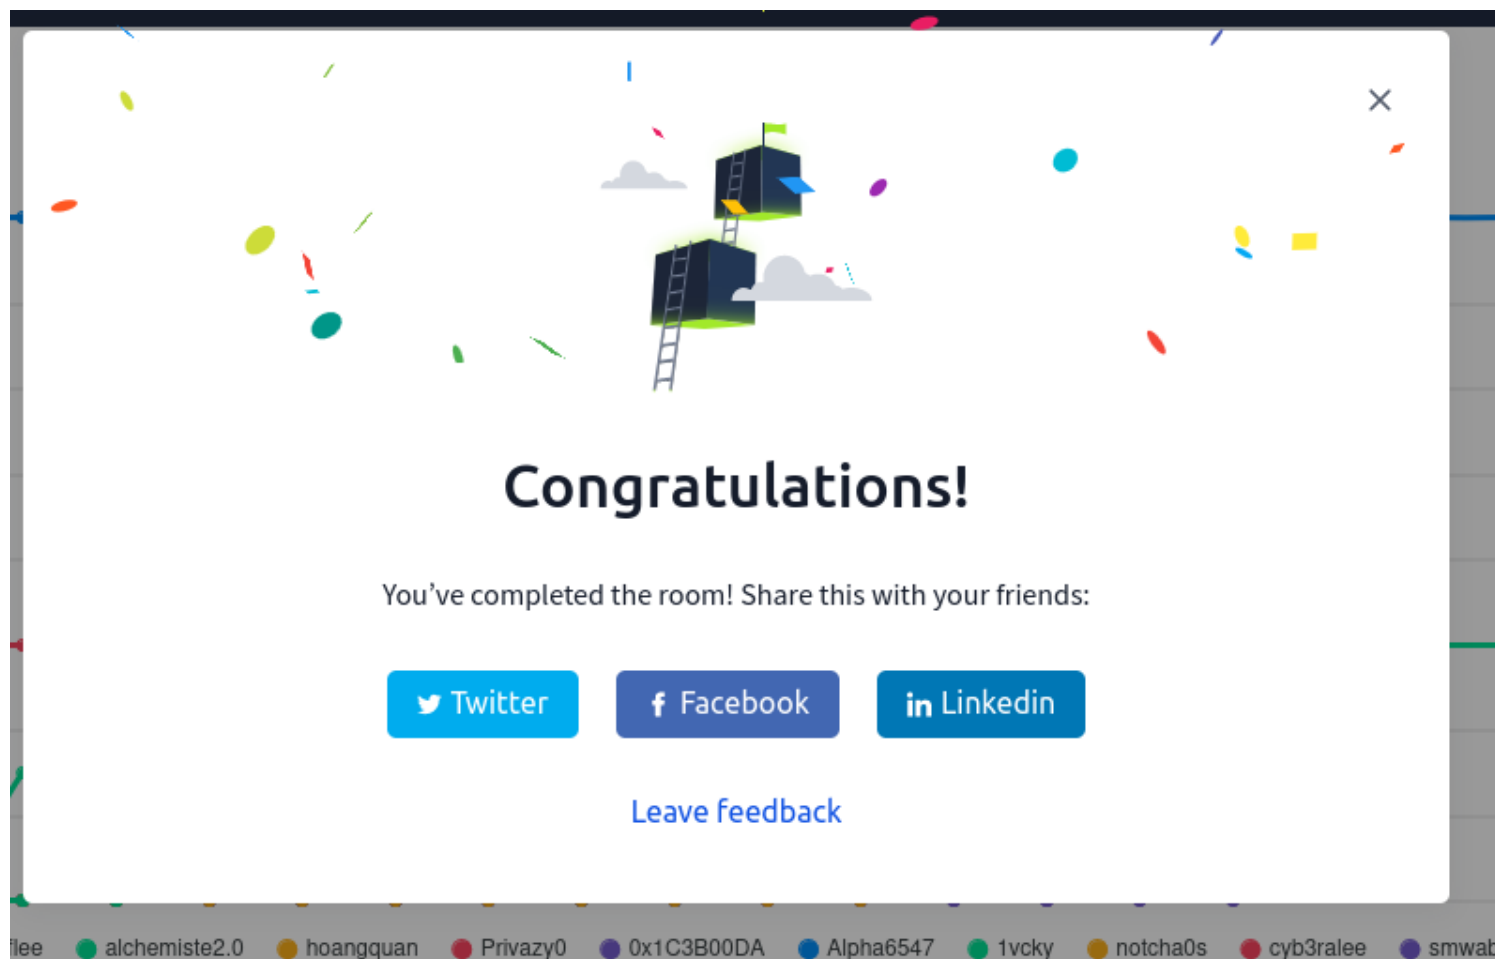 Congratulations!
You’ve completed the room! Share this with your friends:
Twitter Facebook Linkedin
Leave feedback
alchemiste2.0 hoangquan Privazy0 0x1C3B00DA Alpha6547 1vcky notcha0s cyb3ralee